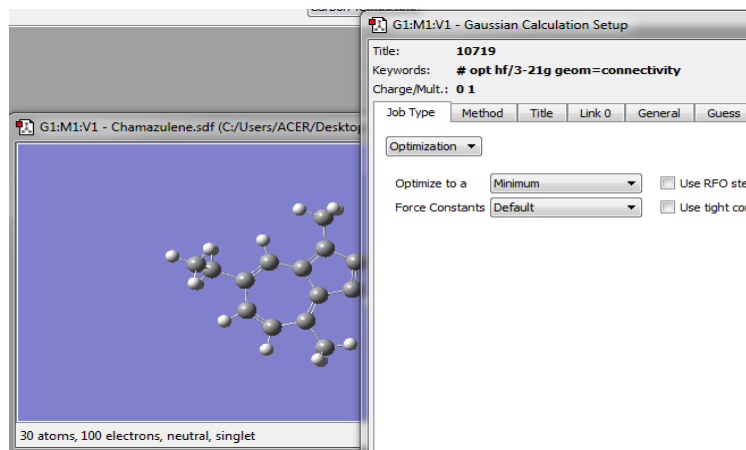 G1:M1:V1 - Gaussian Calculation Setup
Title: 10719
Keywords: # opt hf/3-21g geom=connectivity
Charge/Mult.: 0 1
Job Type Method Title Link 0 General Guess
Optimization
Optimize to a Minimum Use RFO ste
Force Constants Default Use tight co
G1:M1:V1 - Chamazulene.sdf (C:/Users/ACER/Desktop
30 atoms, 100 electrons, neutral, singlet